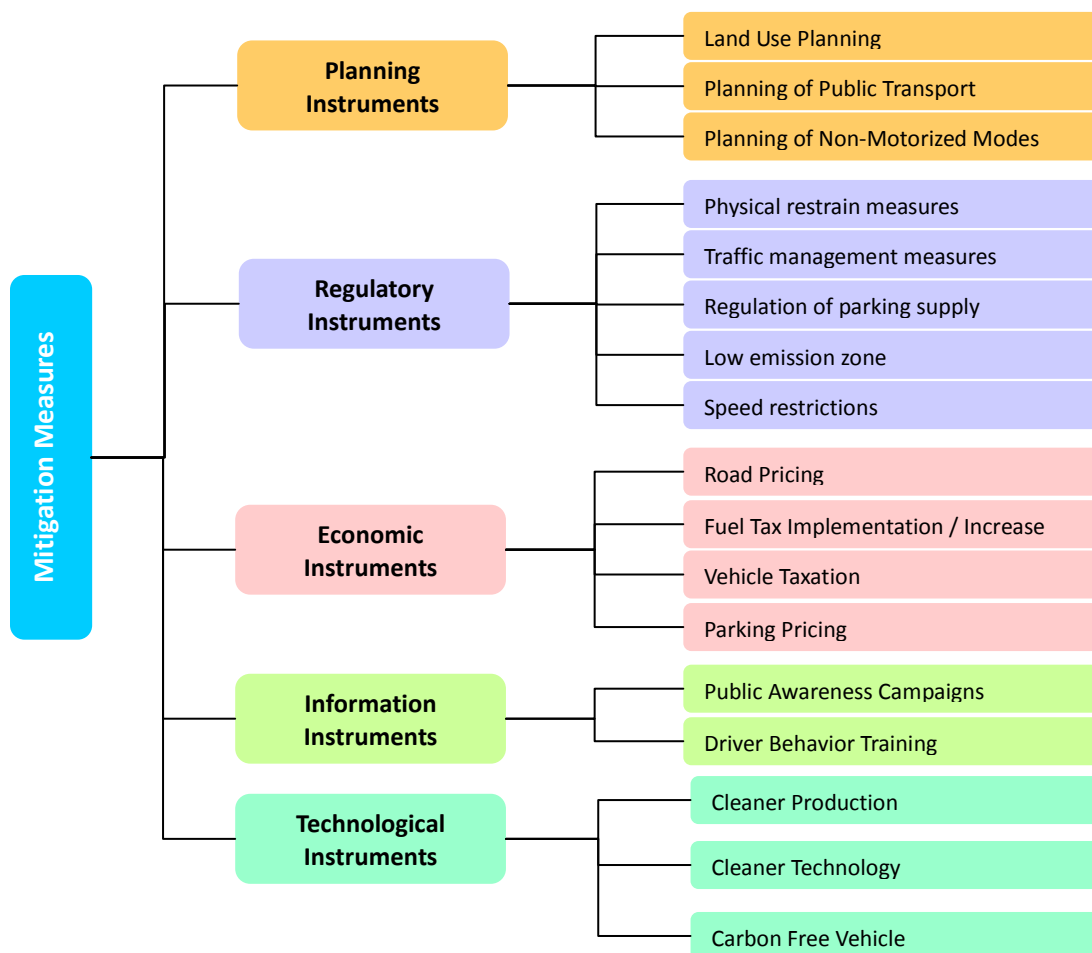 Mitigation Measures
Planning
Instruments
Land Use Planning
Planning of Public Transport
Planning of Non-Motorized Modes
Regulatory
Instruments
Physical restrain measures
Traffic management measures
Regulation of parking supply
Low emission zone
Speed restrictions
Economic
Instruments
Road Pricing
Fuel Tax Implementation / Increase
Vehicle Taxation
Parking Pricing
Information
Instruments
Public Awareness Campaigns
Driver Behavior Training
Technological
Instruments
Cleaner Production
Cleaner Technology
Carbon Free Vehicle